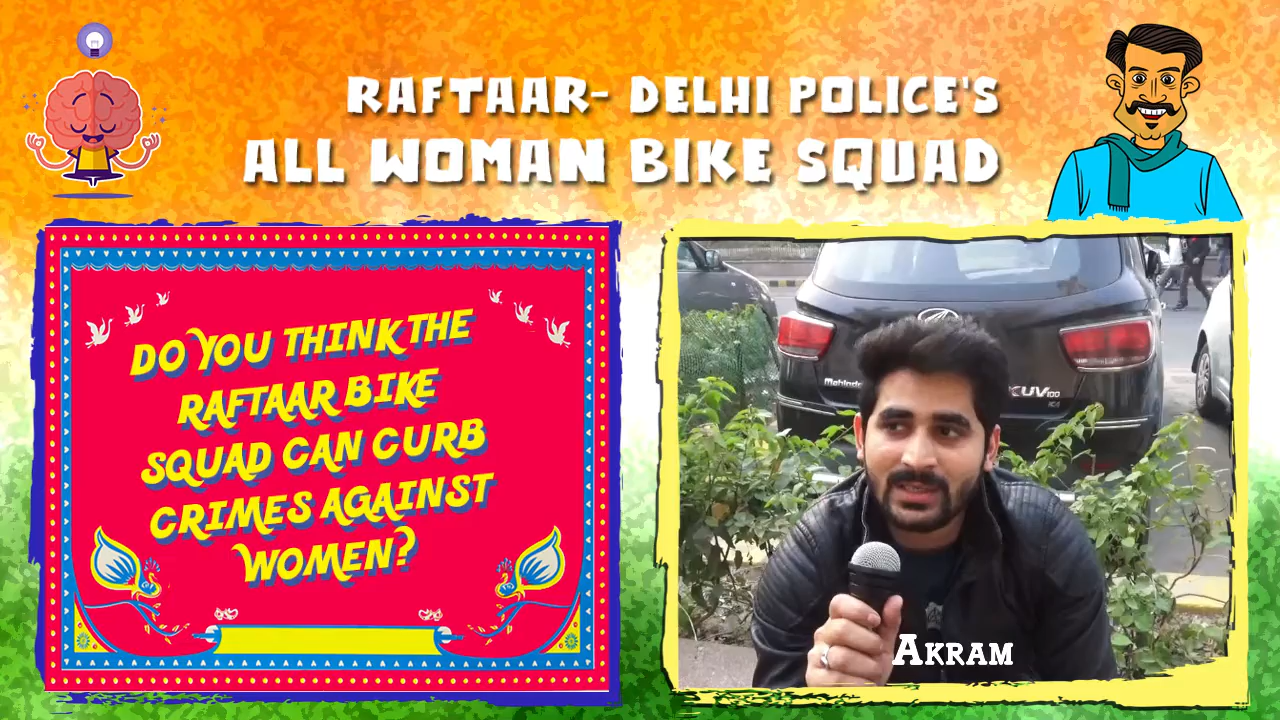 RAFTAAR- DELHI POLICE'S
ALL WOMAN BIKE SQUAD
DO YOU THINK THE
RAFTAAR BIKE
SQUAD CAN CURB
CRIMES AGAINST
WOMEN?
Mahindra
KUV100
AKRAM